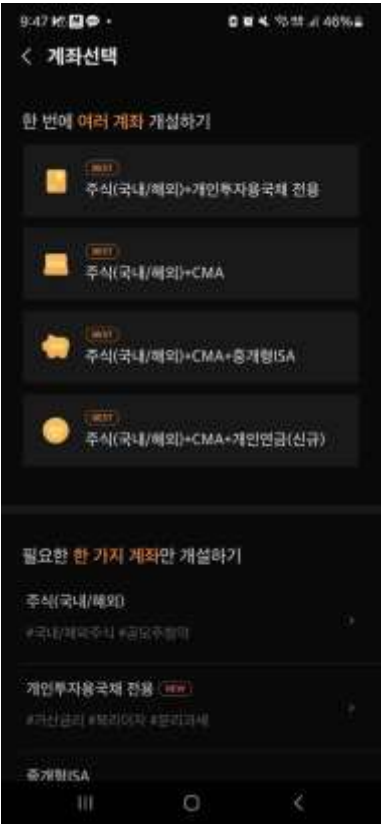 9:47
46%
계좌선택
한 번에 여러 계좌 개설하기
BEST
주식(국내/해외)+개인투자용국채 전용
BEST
주식(국내/해외)+CMA
BEST
주식(국내/해외)+CMA+중개형ISA
BEST
주식(국내/해외)+CMA+개인연금(신규)
필요한 한 가지 계좌만 개설하기
주식(국내/해외)
#국내/해외주식 #공모주청약
개인투자용국채 전용 NEW
#가산금리 #복리이자 #분리과세
중개형ISA